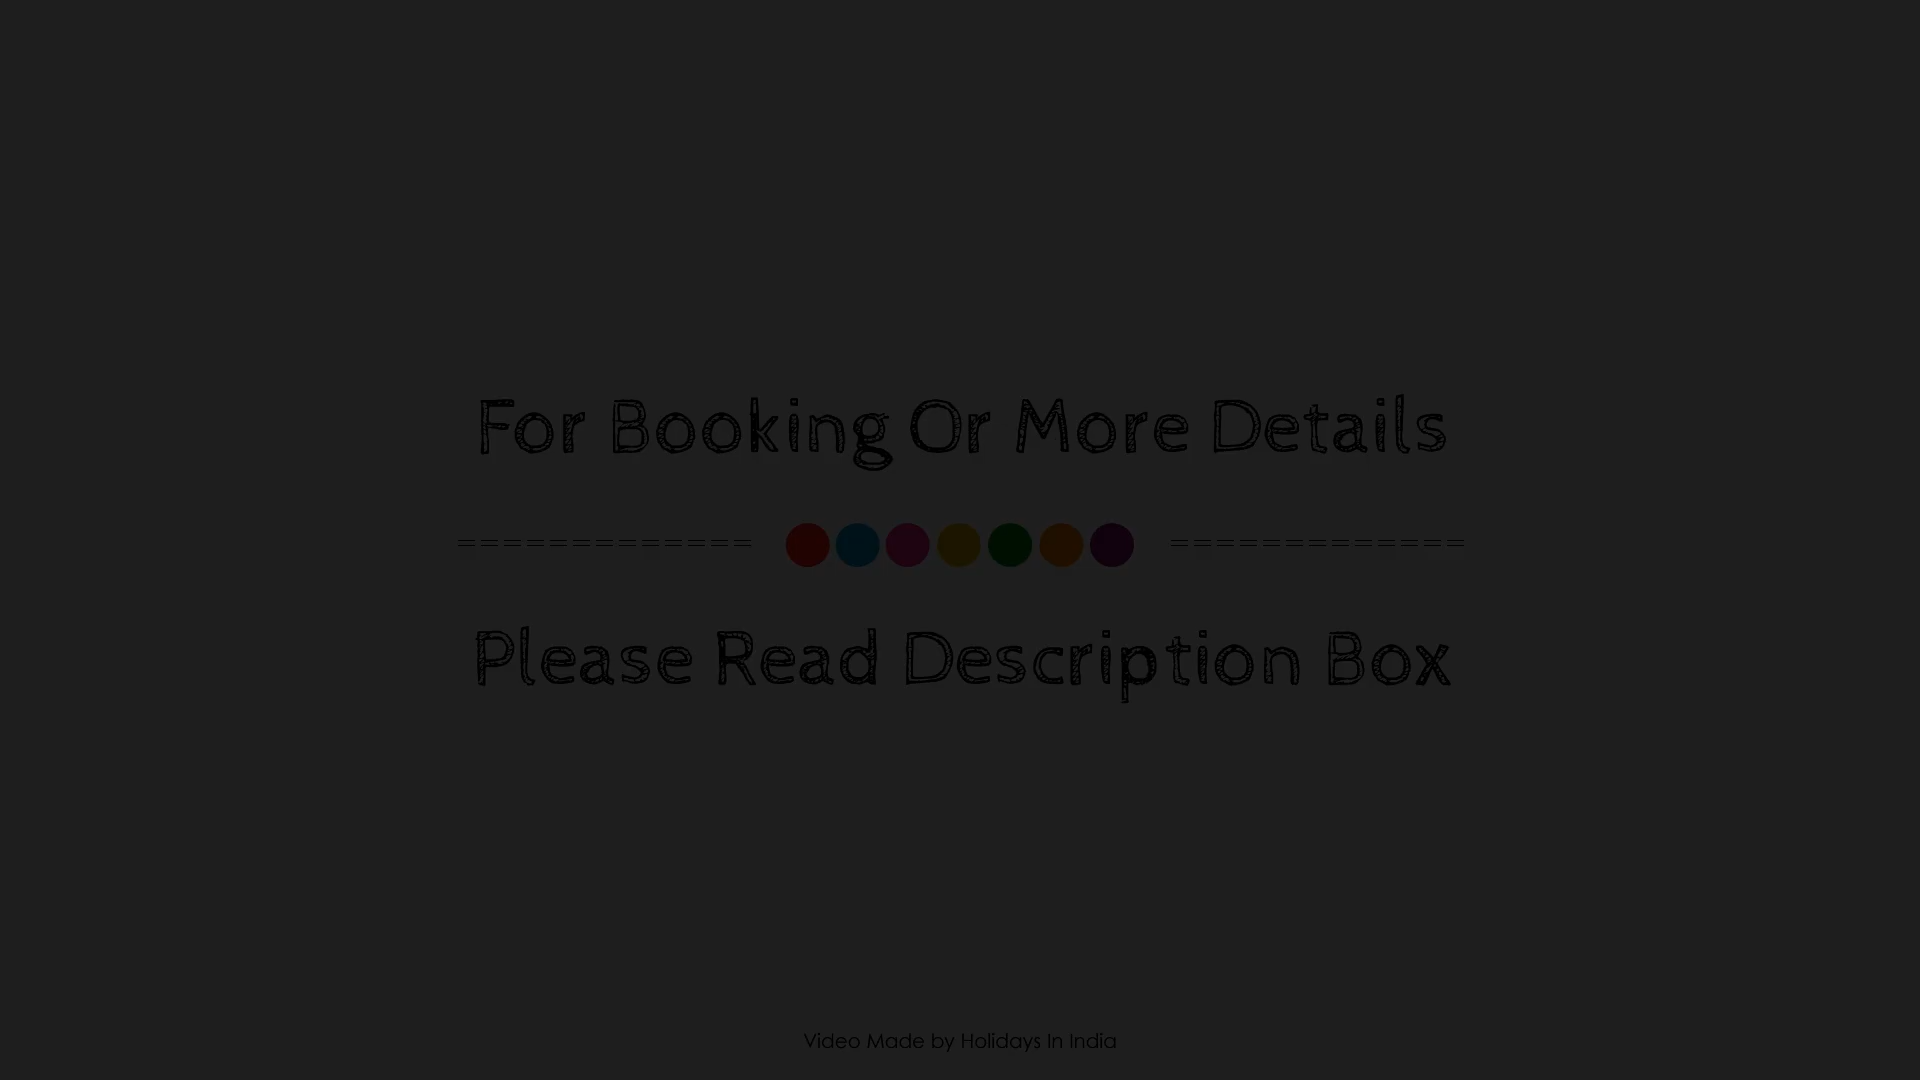 For Booking Or More Details
============= =============
Please Read Description Box
Video Made by Holidays In India